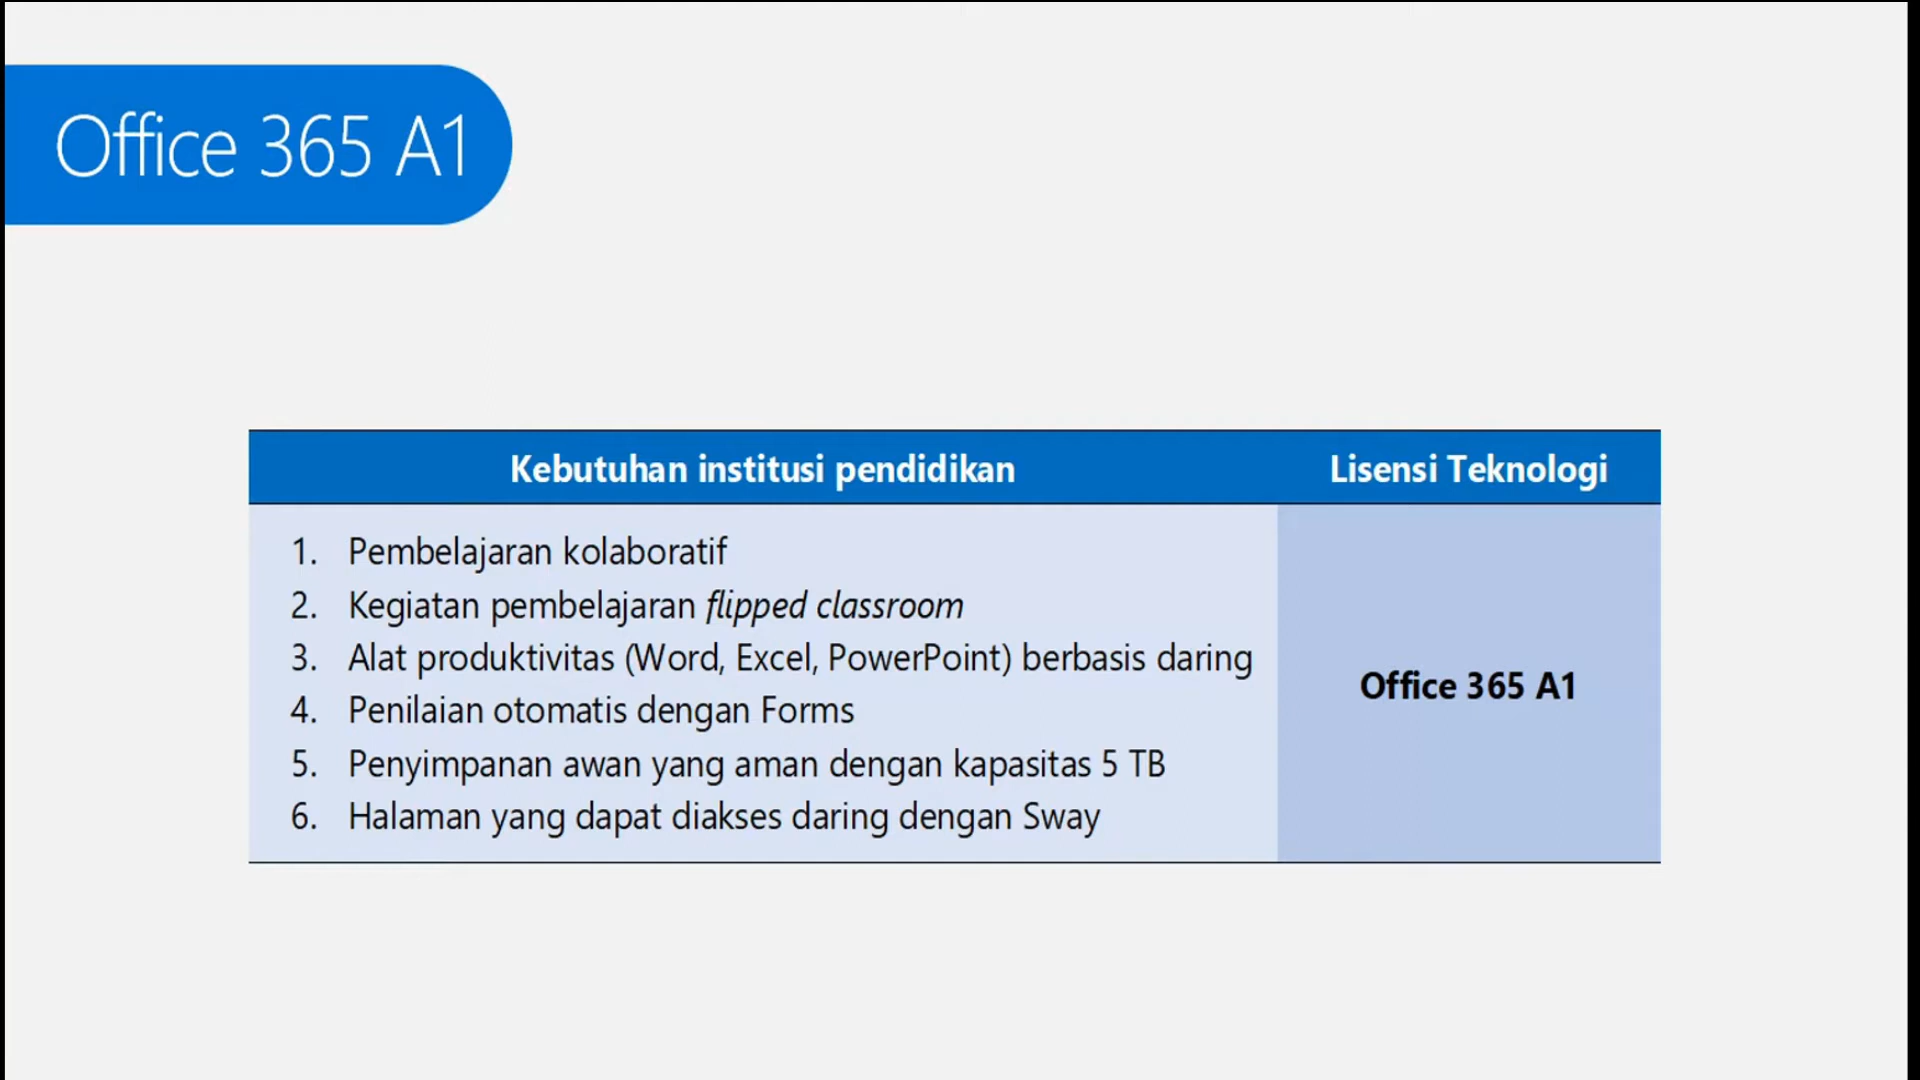 Office 365 A1
Kebutuhan institusi pendidikan
Lisensi Teknologi
1. Pembelajaran kolaboratif
2. Kegiatan pembelajaran flipped classroom
3. Alat produktivitas (Word, Excel, PowerPoint) berbasis daring
4. Penilaian otomatis dengan Forms
5. Penyimpanan awan yang aman dengan kapasitas 5 TB
6. Halaman yang dapat diakses daring dengan Sway
Office 365 A1